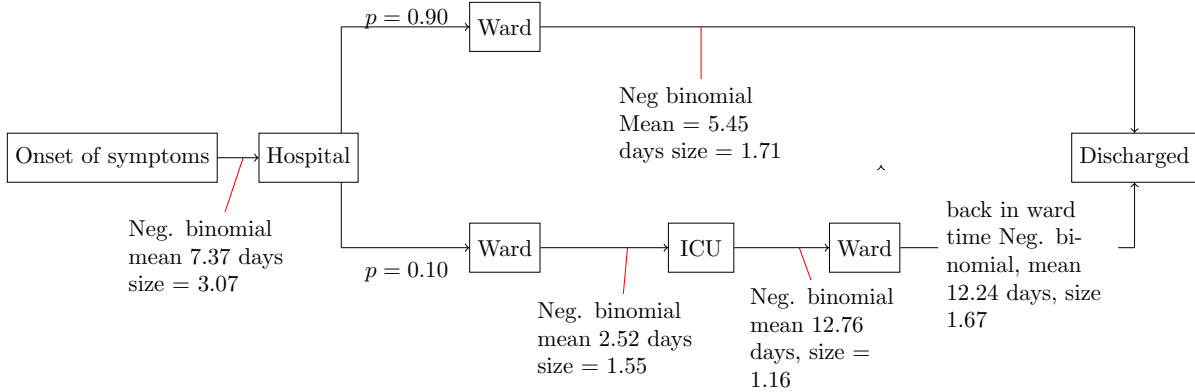 p = 0.90
Ward
Neg binomial
Mean = 5.45
days size = 1.71
Onset of symptoms
Hospital
Discharged
Neg. binomial
mean 7.37 days
size = 3.07
p = 0.10
Ward
ICU
Ward
back in ward
time Neg. bi-
nomial, mean
12.24 days, size
1.67
Neg. binomial
mean 2.52 days
size = 1.55
Neg. binomial
mean 12.76
days, size =
1.16